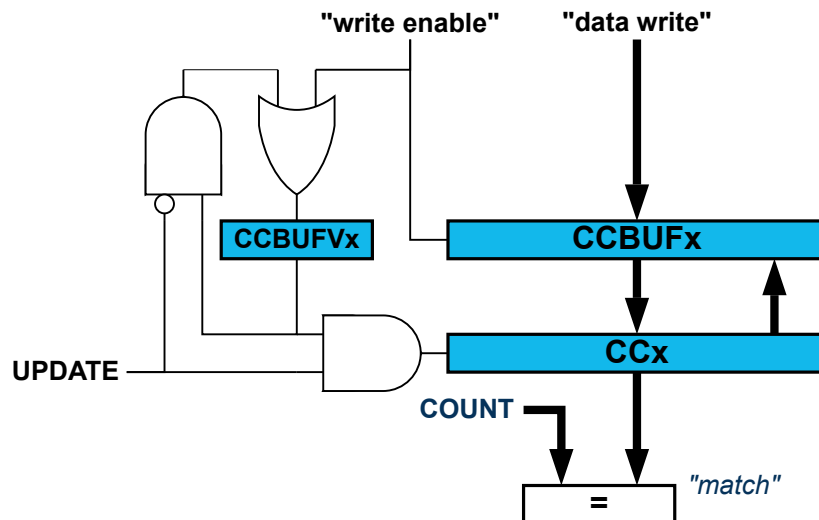 "write enable"
"data write"
CCBUFVx
CCBUFx
CCx
UPDATE
COUNT
"match"
=